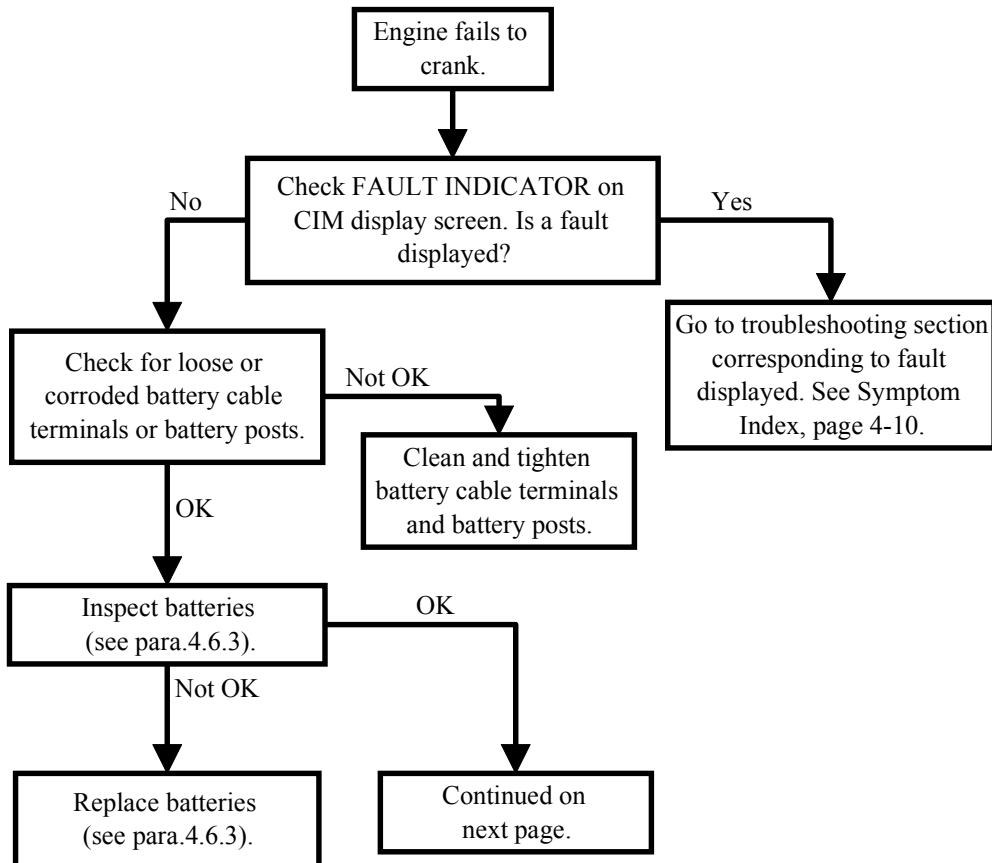 Engine fails to
crank.
Check FAULT INDICATOR on
CIM display screen. Is a fault
displayed?
No
Yes
Check for loose or
corroded battery cable
terminals or battery posts.
Not OK
Go to troubleshooting section
corresponding to fault
displayed. See Symptom
Index, page 4-10.
Clean and tighten
battery cable terminals
and battery posts.
OK
Inspect batteries
(see para.4.6.3).
OK
Not OK
Replace batteries
(see para.4.6.3).
Continued on
next page.